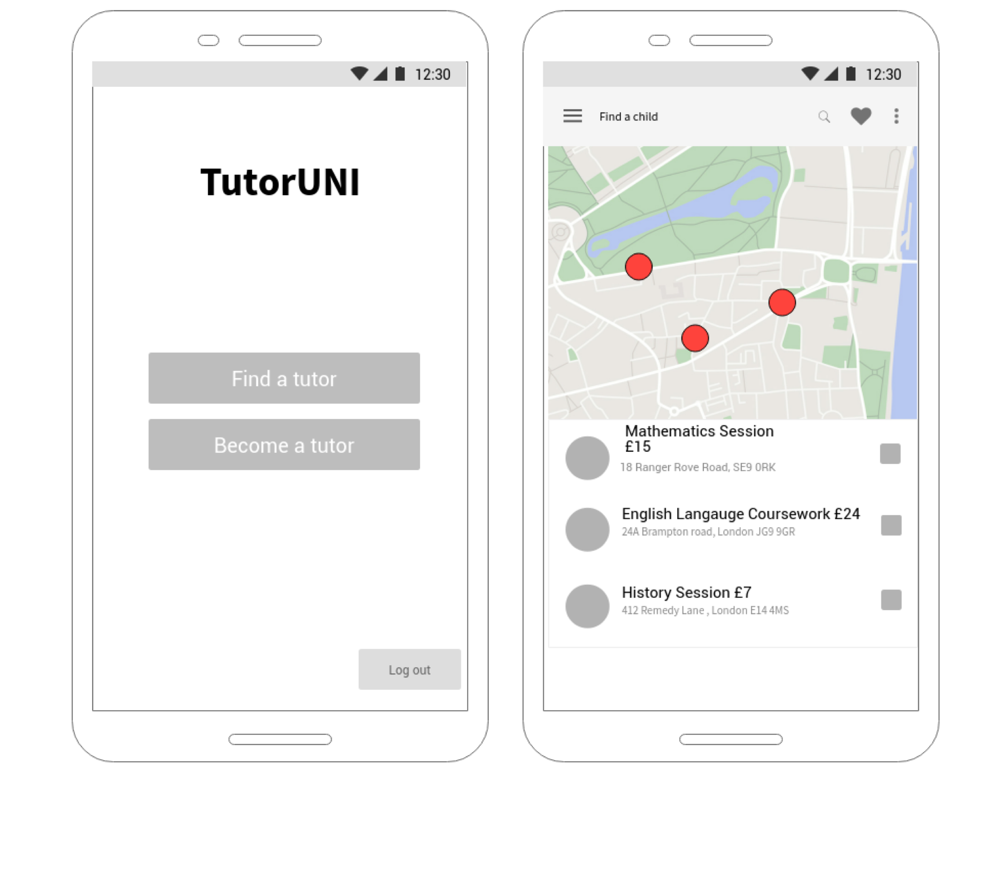 12:30
TutorUNI
Find a tutor
Become a tutor
Log out
12:30
Find a child
Mathematics Session
£15
18 Ranger Rove Road, SE9 0RK
English Langauge Coursework £24
24A Brampton road, London JG9 9GR
History Session £7
412 Remedy Lane , London E14 4MS